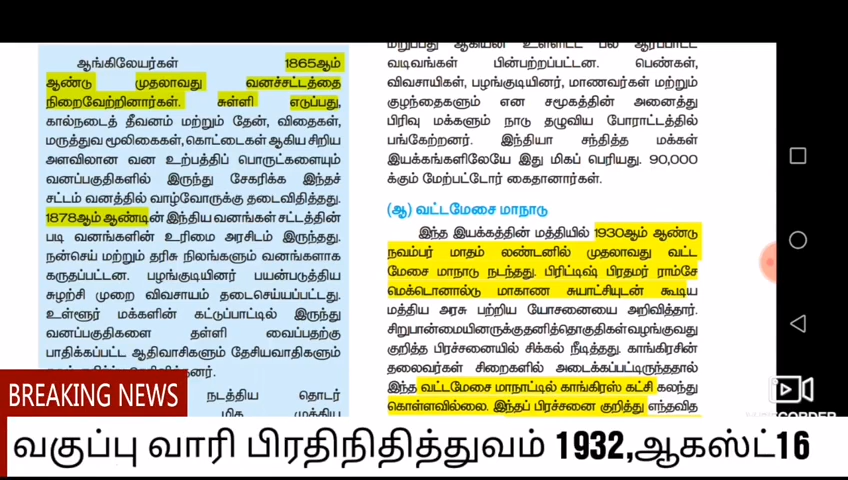 ஆங்கிலேயர்கள் 1865ஆம்
ஆண்டு முதலாவது வனச்சட்டத்தை
நிறைவேற்றினார்கள். சுள்ளி எடுப்பது,
கால்நடைத் தீவனம் மற்றும் தேன், விதைகள்,
மருத்துவ மூலிகைகள், கொட்டைகள் ஆகிய சிறிய
அளவிலான வன உற்பத்திப் பொருட்களையும்
வனப்பகுதிகளில் இருந்து சேகரிக்க இந்தச்
சட்டம் வனத்தில் வாழ்வோருக்கு தடைவிதித்தது.
1878ஆம் ஆண்டின் இந்திய வனங்கள் சட்டத்தின்
படி வனங்களின் உரிமை அரசிடம் இருந்தது.
நன்செய் மற்றும் தரிசு நிலங்களும் வனங்களாக
கருதப்பட்டன. பழங்குடியினர் பயன்படுத்திய
சுழற்சி முறை விவசாயம் தடைசெய்யப்பட்டது.
உள்ளூர் மக்களின் கட்டுப்பாட்டில் இருந்து
வனப்பகுதிகளை தள்ளி வைப்பதற்கு
பாதிக்கப்பட்ட ஆதிவாசிகளும் தேசியவாதிகளும்
நடத்திய தொடர்
வடிவங்கள் பின்பற்றப்பட்டன. பெண்கள்,
விவசாயிகள், பழங்குடியினர், மாணவர்கள் மற்றும்
குழந்தைகளும் என சமூகத்தின் அனைத்து
பிரிவு மக்களும் நாடு தழுவிய போராட்டத்தில்
பங்கேற்றனர். இந்தியா சந்தித்த மக்கள்
இயக்கங்களிலேயே இது மிகப் பெரியது. 90,000
க்கும் மேற்பட்டோர் கைதானார்கள்.
(ஆ) வட்டமேசை மாநாடு
இந்த இயக்கத்தின் மத்தியில் 1930ஆம் ஆண்டு
நவம்பர் மாதம் லண்டனில் முதலாவது வட்ட
மேசை மாநாடு நடந்தது. பிரிட்டிஷ் பிரதமர் ராம்சே
மெக்டொனால்டு மாகாண சுயாட்சியுடன் கூடிய
மத்திய அரசு பற்றிய யோசனையை அறிவித்தார்.
சிறுபான்மையினருக்கு தனித்தொகுதிகள் வழங்குவது
குறித்த பிரச்சனையில் சிக்கல் நீடித்தது. காங்கிரசின்
தலைவர்கள் சிறைகளில் அடைக்கப்பட்டிருந்ததால்
இந்த வட்டமேசை மாநாட்டில் காங்கிரஸ் கட்சி கலந்து
கொள்ளவில்லை. இந்தப் பிரச்சனை குறித்து எந்தவித
BREAKING NEWS
வகுப்பு வாரி பிரதிநிதித்துவம் 1932,ஆகஸ்ட்16